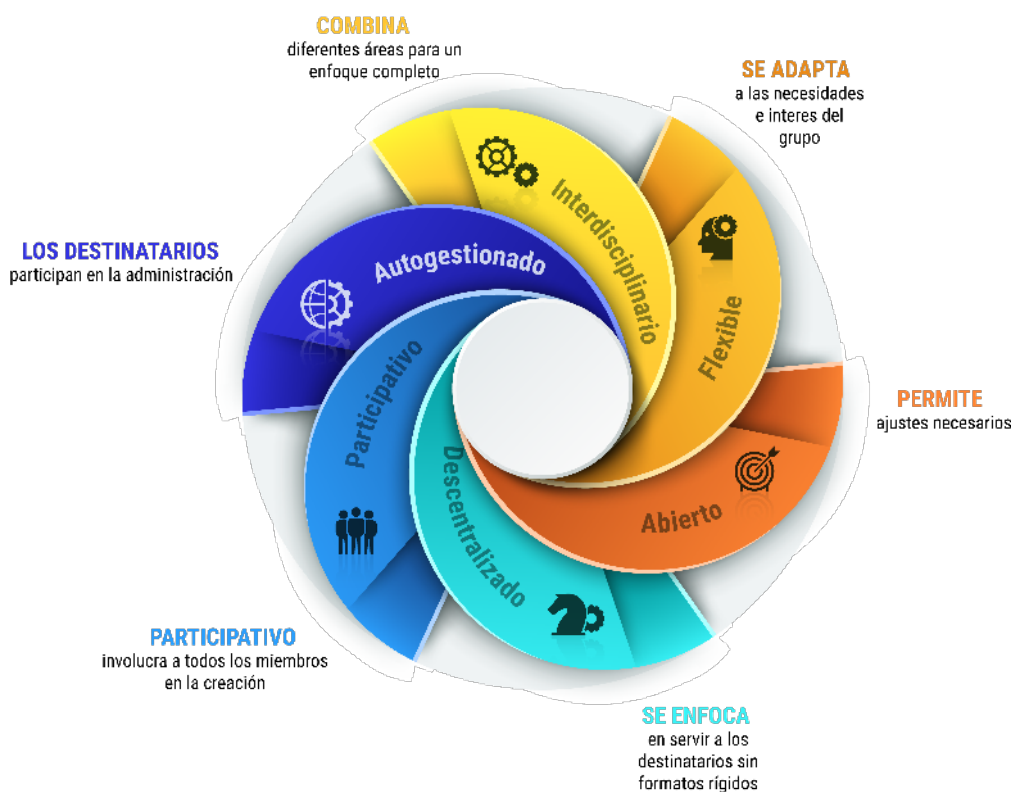 COMBINA
diferentes áreas para un
enfoque completo
SE ADAPTA
a las necesidades
e interes del
grupo
Interdisciplinario
LOS DESTINATARIOS
participan en la administración
Autogestionado
Flexible
PERMITE
ajustes necesarios
Participativo
Descentralizado
Abierto
PARTICIPATIVO
involucra a todos los miembros
en la creación
SE ENFOCA
en servir a los
destinatarios sin
formatos rígidos